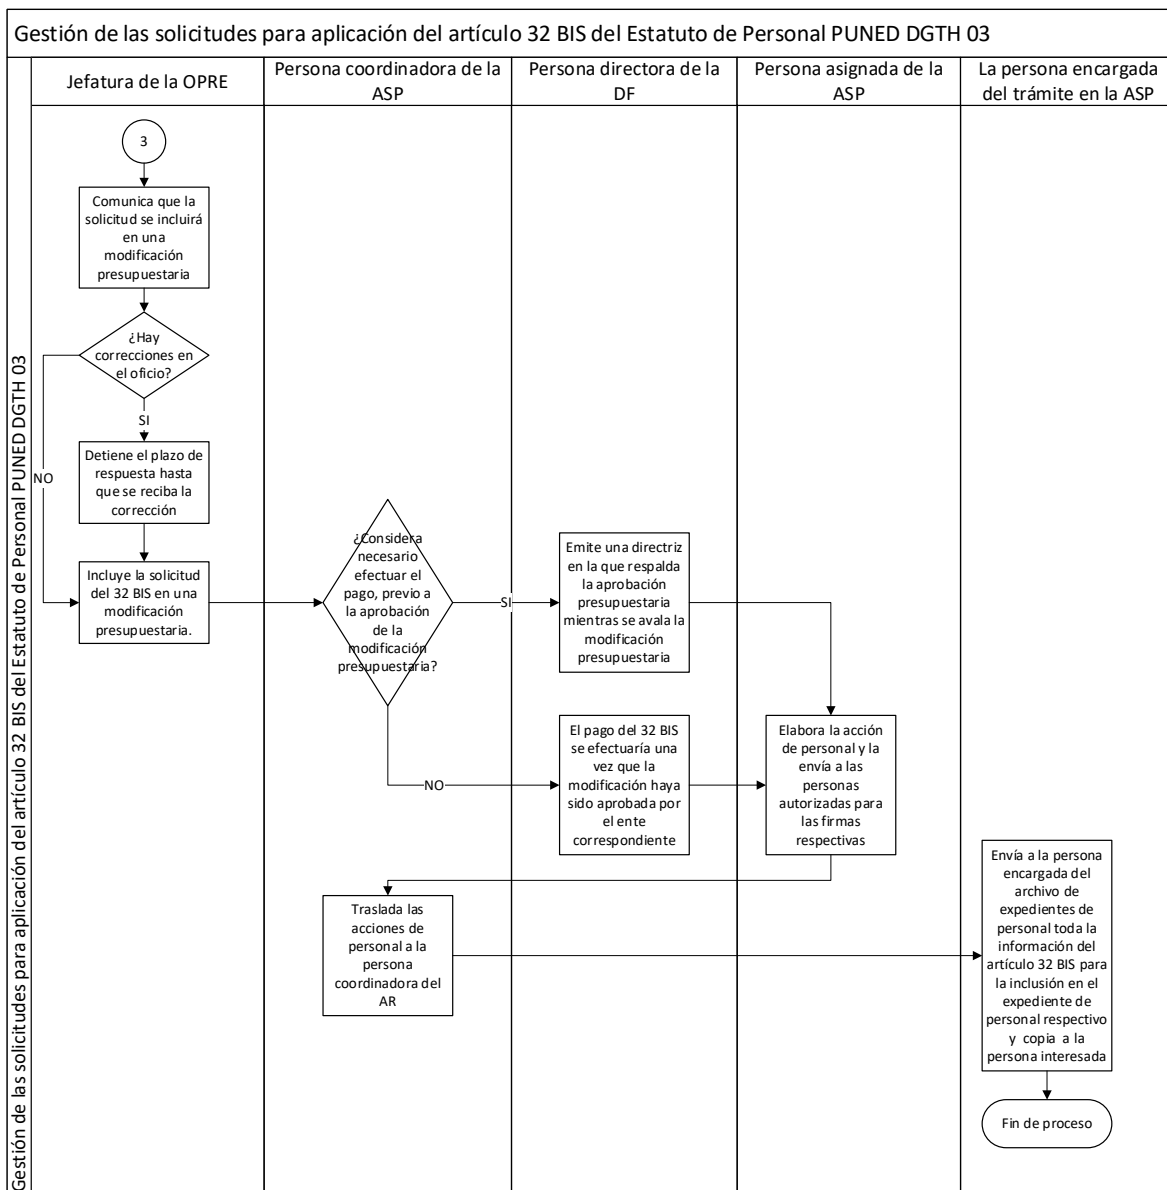 Gestión de las solicitudes para aplicación del artículo 32 BIS del Estatuto de Personal PUNED DGTH 03
Gestión de las solicitudes para aplicación del artículo 32 BIS del Estatuto de Personal PUNED DGTH 03
Jefatura de la OPRE
Persona coordinadora de la
ASP
Persona directora de la
DF
Persona asignada de la
ASP
La persona encargada
del trámite en la ASP
3
Comunica que la
solicitud se incluirá
en una
modificación
presupuestaria
¿Hay
correcciones en
el oficio?
SI
NO
Detiene el plazo de
respuesta hasta
que se reciba la
corrección
Incluye la solicitud
del 32 BIS en una
modificación
presupuestaria.
¿Considera
necesario
efectuar el
pago, previo a
la aprobación
de la
modificación
presupuestaria?
SI
NO
Emite una directriz
en la que respalda
la aprobación
presupuestaria
mientras se avala la
modificación
presupuestaria
El pago del 32 BIS
se efectuaría una
vez que la
modificación haya
sido aprobada por
el ente
correspondiente
Elabora la acción
de personal y la
envía a las
personas
autorizadas para
las firmas
respectivas
Traslada las
acciones de
personal a la
persona
coordinadora del
AR
Envía a la persona
encargada del
archivo de
expedientes de
personal toda la
información del
artículo 32 BIS para
la inclusión en el
expediente de
personal respectivo
y copia a la
persona interesada
Fin de proceso